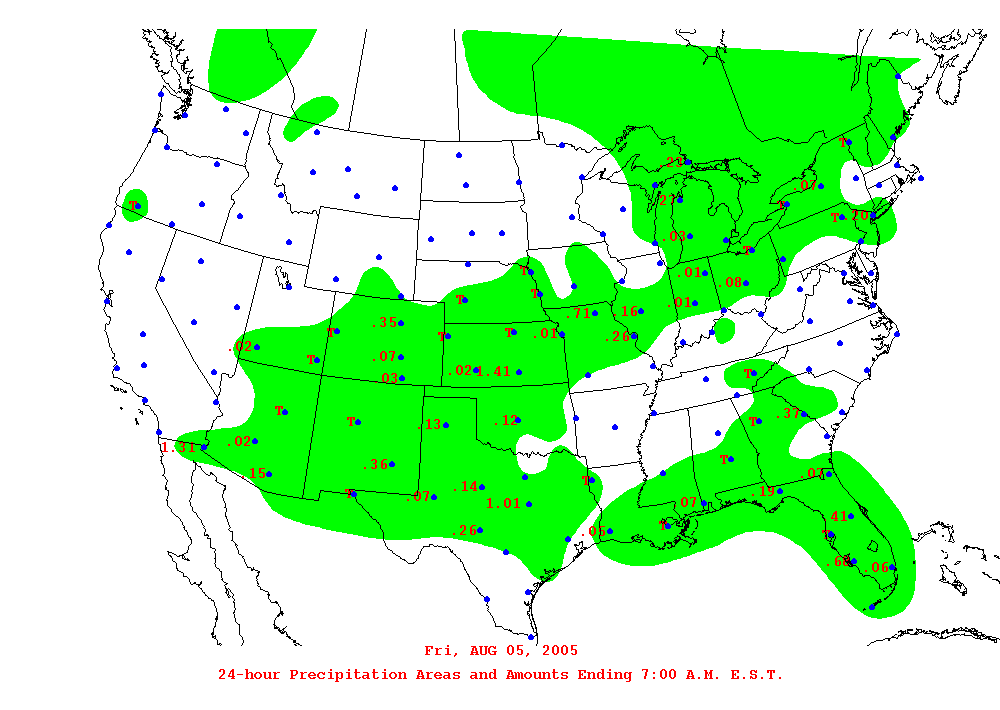 T
.21
.07
.27
T
T
T .20
.03
T
.01
T
.08
T
T
.01
.71
.16
.35
T
T
T
.01
.26
.02
.07
T
.02
1.41
.03
T
T
.37
T
.12
.13
T
1.31
.02
T
.36
.15
.07
T
.14
.19
T
.07
1.01
.07
.41
T
.26
.05
T
.68
.06
Fri, AUG 05, 2005
24-hour Precipitation Areas and Amounts Ending 7:00 A.M. E.S.T.